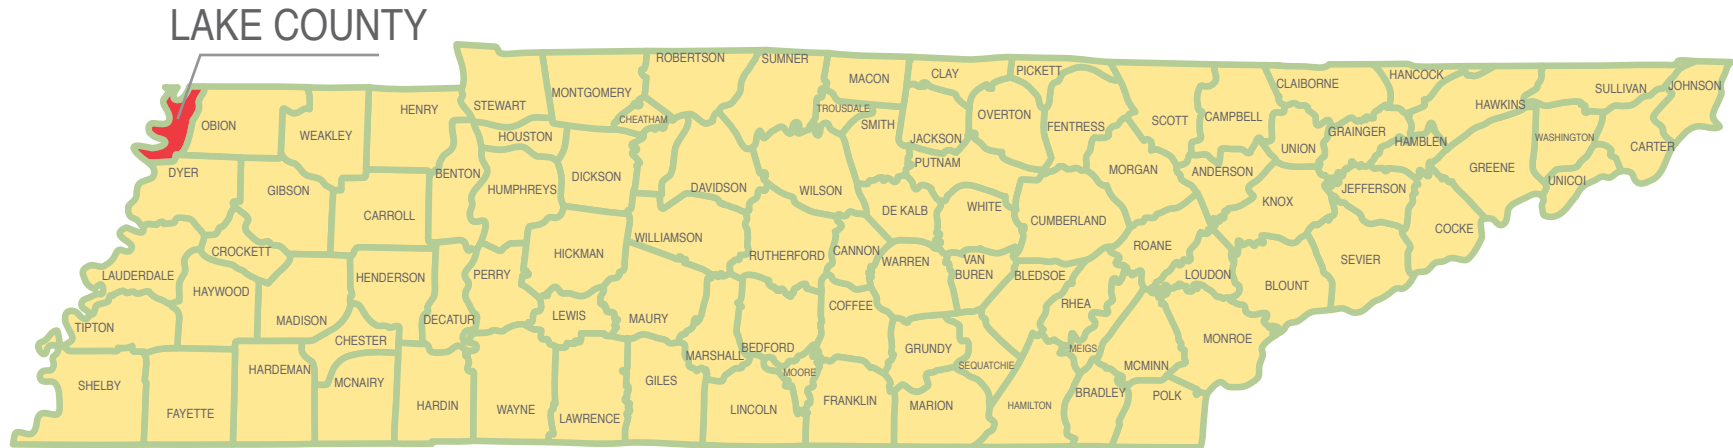 LAKE COUNTY
ROBERTSON
SUMNER
MACON
CLAY
PICKETT
CLAIBORNE
HANCOCK
SULLIVAN
JOHNSON
OBION
WEAKLEY
HENRY
STEWART
MONTGOMERY
CHEATHAM
TROUSDALE
SMITH
OVERTON
FENTRESS
SCOTT
CAMPBELL
UNION
GRAINGER
HAMBLEN
HAWKINS
WASHINGTON
CARTER
HOUSTON
JACKSON
PUTNAM
DYER
GIBSON
BENTON
HUMPHREYS
DICKSON
DAVIDSON
WILSON
MORGAN
ANDERSON
KNOX
JEFFERSON
GREENE
UNICOI
CARROLL
DE KALB
WHITE
CUMBERLAND
COCKE
CROCKETT
HICKMAN
WILLIAMSON
RUTHERFORD
CANNON
WARREN
VAN
BUREN
BLEDSOE
ROANE
LOUDON
BLOUNT
SEVIER
LAUDERDALE
HAYWOOD
HENDERSON
PERRY
RHEA
TIPTON
MADISON
DECATUR
LEWIS
MAURY
COFFEE
CHESTER
MARSHALL
BEDFORD
MOORE
GRUNDY
SEQUATCHIE
MEIGS
MCMINN
MONROE
SHELBY
FAYETTE
HARDEMAN
MCNAIRY
HARDIN
WAYNE
LAWRENCE
GILES
LINCOLN
FRANKLIN
MARION
HAMILTON
BRADLEY
POLK